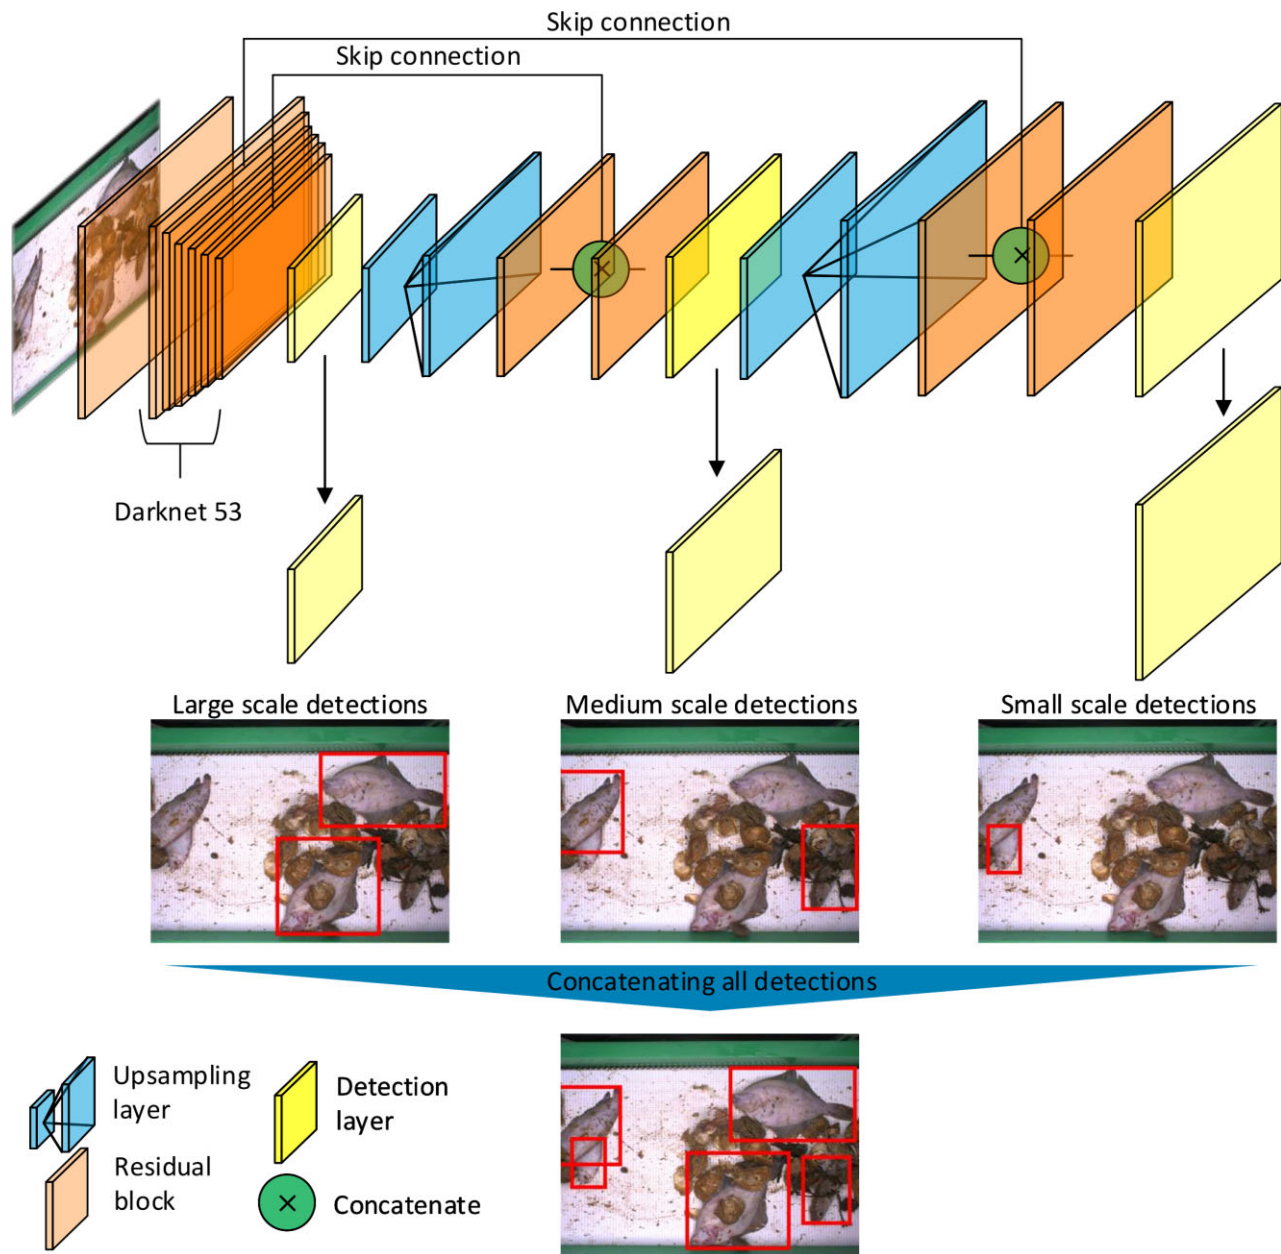 Skip connection
Skip connection
Darknet 53
Large scale detections
Medium scale detections
Small scale detections
Concatenating all detections
Upsampling
layer
Detection
layer
Residual
block
Concatenate